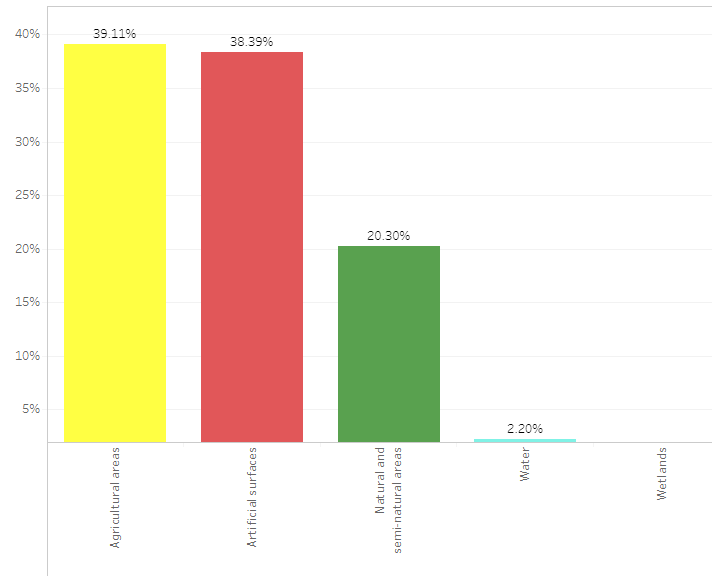 40%
35%
30%
25%
20%
15%
10%
5%
39.11%
38.39%
20.30%
2.20%
Agricultural areas
Artificial surfaces
Natural and
semi-natural areas
Water
Wetlands